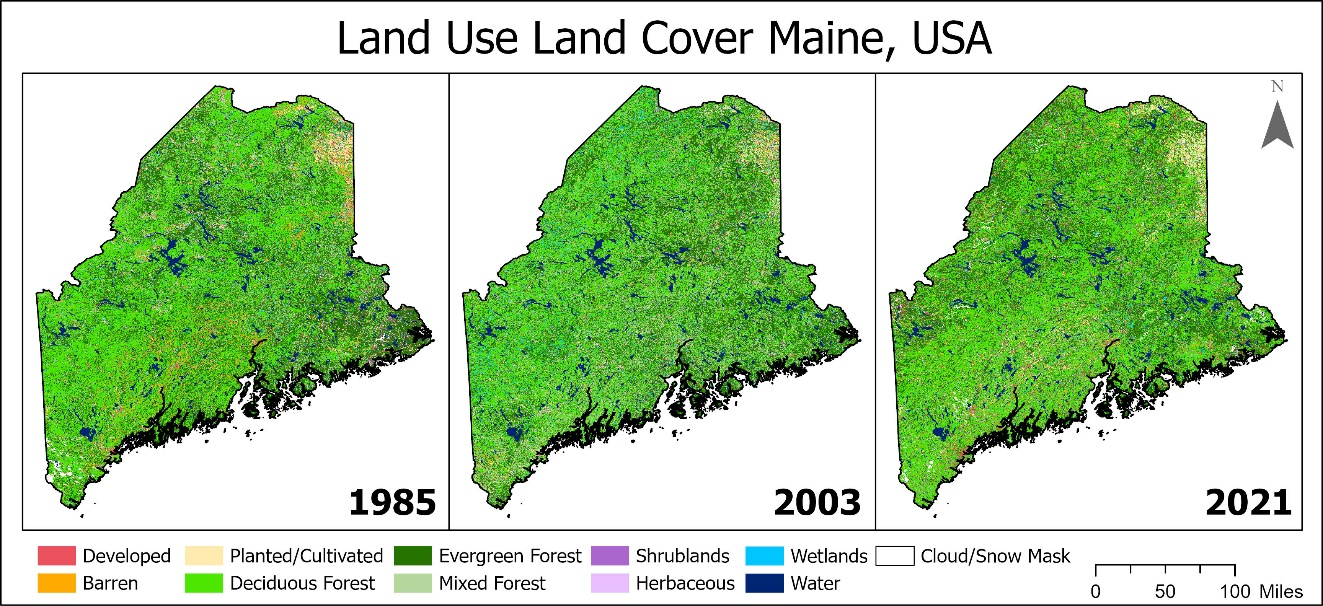 Land Use Land Cover Maine, USA
N
1985
2003
2021
Developed Planted/Cultivated Evergreen Forest Shrublands Wetlands Cloud/Snow Mask
Barren Deciduous Forest Mixed Forest Herbaceous Water
0 50 100 Miles